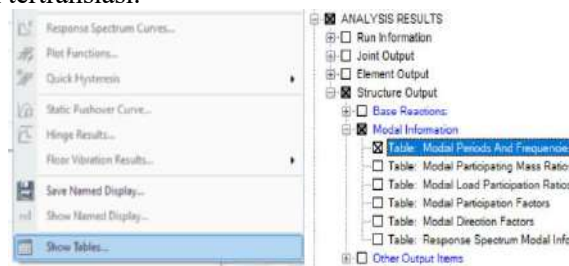 tertranslasi.
Response Spectrum Curves...
Plot Functions...
Quick Hysteresis
Static Pushover Curve...
Hinge Results...
Floor Vibration Results...
Save Named Display...
Show Named Display...
Show Tables...
ANALYSIS RESULTS
Run Information
Joint Output
Element Output
Structure Output
Base Reactions
Modal Information
Table: Modal Periods And Frequencies
Table: Modal Participating Mass Ratios
Table: Modal Load Participation Ratios
Table: Modal Participation Factors
Table: Modal Direction Factors
Table: Response Spectrum Modal Info
Other Output Items